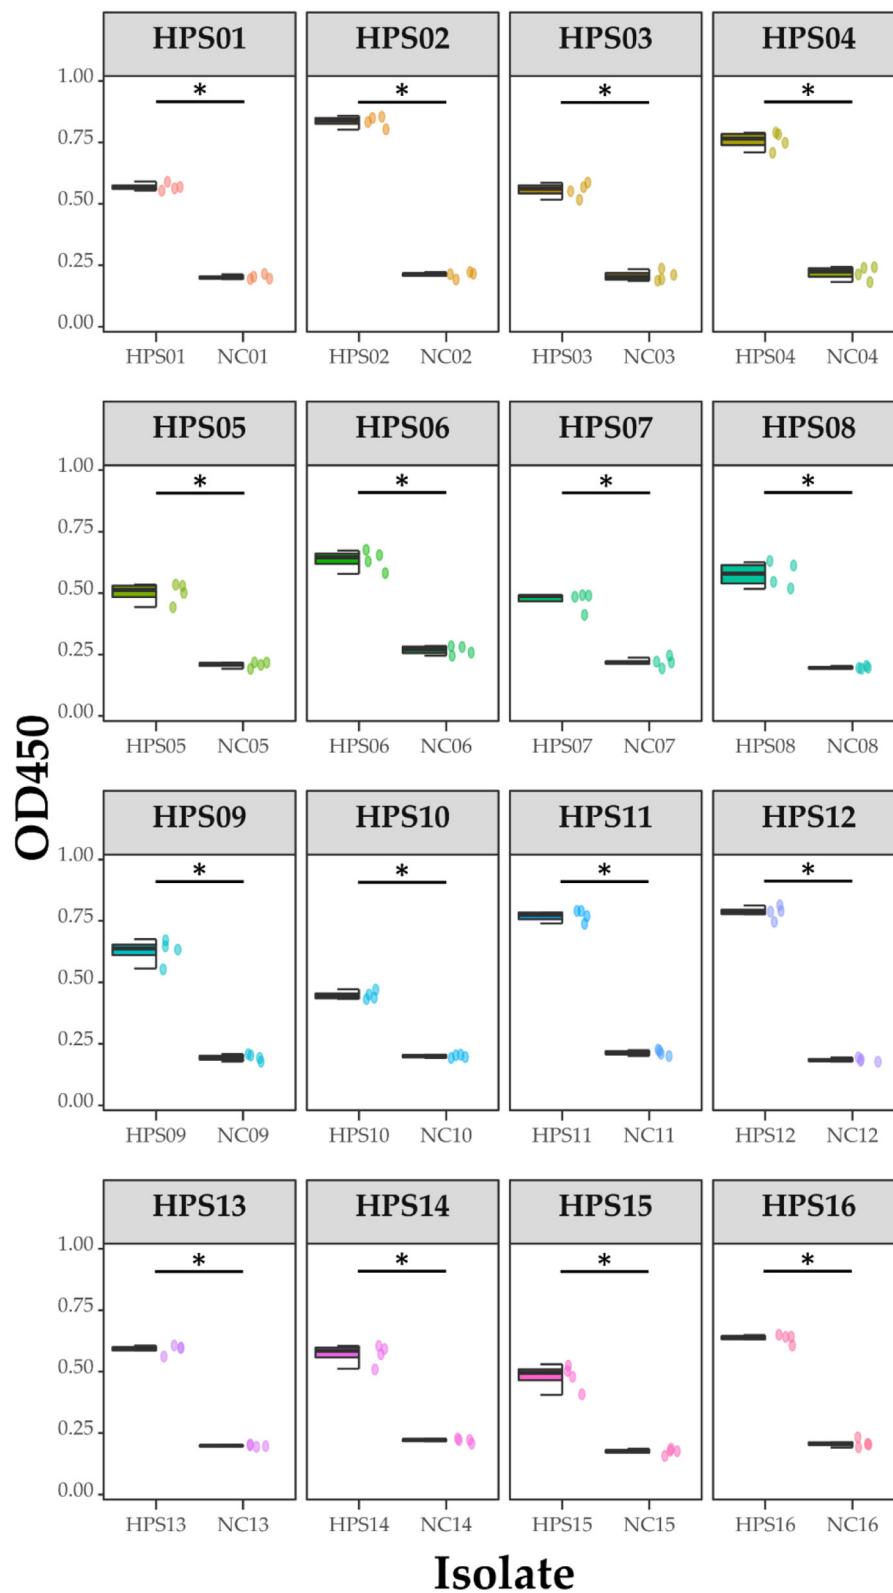 HPS01 HPS02 HPS03 HPS04
1.00 * * * *
0.75
0.50
0.25
0.00
HPS01 NC01 HPS02 NC02 HPS03 NC03 HPS04 NC04
HPS05 HPS06 HPS07 HPS08
1.00 * * * *
0.75
0.50
0.25
0.00
HPS05 NC05 HPS06 NC06 HPS07 NC07 HPS08 NC08
OD450
HPS09 HPS10 HPS11 HPS12
1.00 * * * *
0.75
0.50
0.25
0.00
HPS09 NC09 HPS10 NC10 HPS11 NC11 HPS12 NC12
HPS13 HPS14 HPS15 HPS16
1.00 * * * *
0.75
0.50
0.25
0.00
HPS13 NC13 HPS14 NC14 HPS15 NC15 HPS16 NC16
Isolate